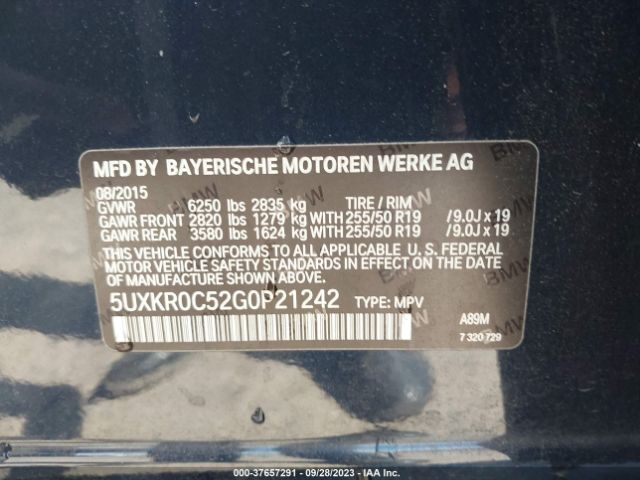 MFD BY BAYERISCHE MOTOREN WERKE AG
08/2015
GVWR 6250 lbs 2835 kg TIRE / RIM
GAWR FRONT 2820 lbs 1279 kg WITH 255/50 R19 /9.0J x 19
GAWR REAR 3580 lbs 1624 kg WITH 255/50 R19 /9.0J x 19
THIS VEHICLE CONFORMS TO ALL APPLICABLE U. S. FEDERAL
MOTOR VEHICLE SAFETY STANDARDS IN EFFECT ON THE DATE
OF MANUFACTURE SHOWN ABOVE.
5UXKR0C52G0P21242 TYPE: MPV
A89M
7 320 729
000-37657291 - 09/28/2023 - IAA Inc.